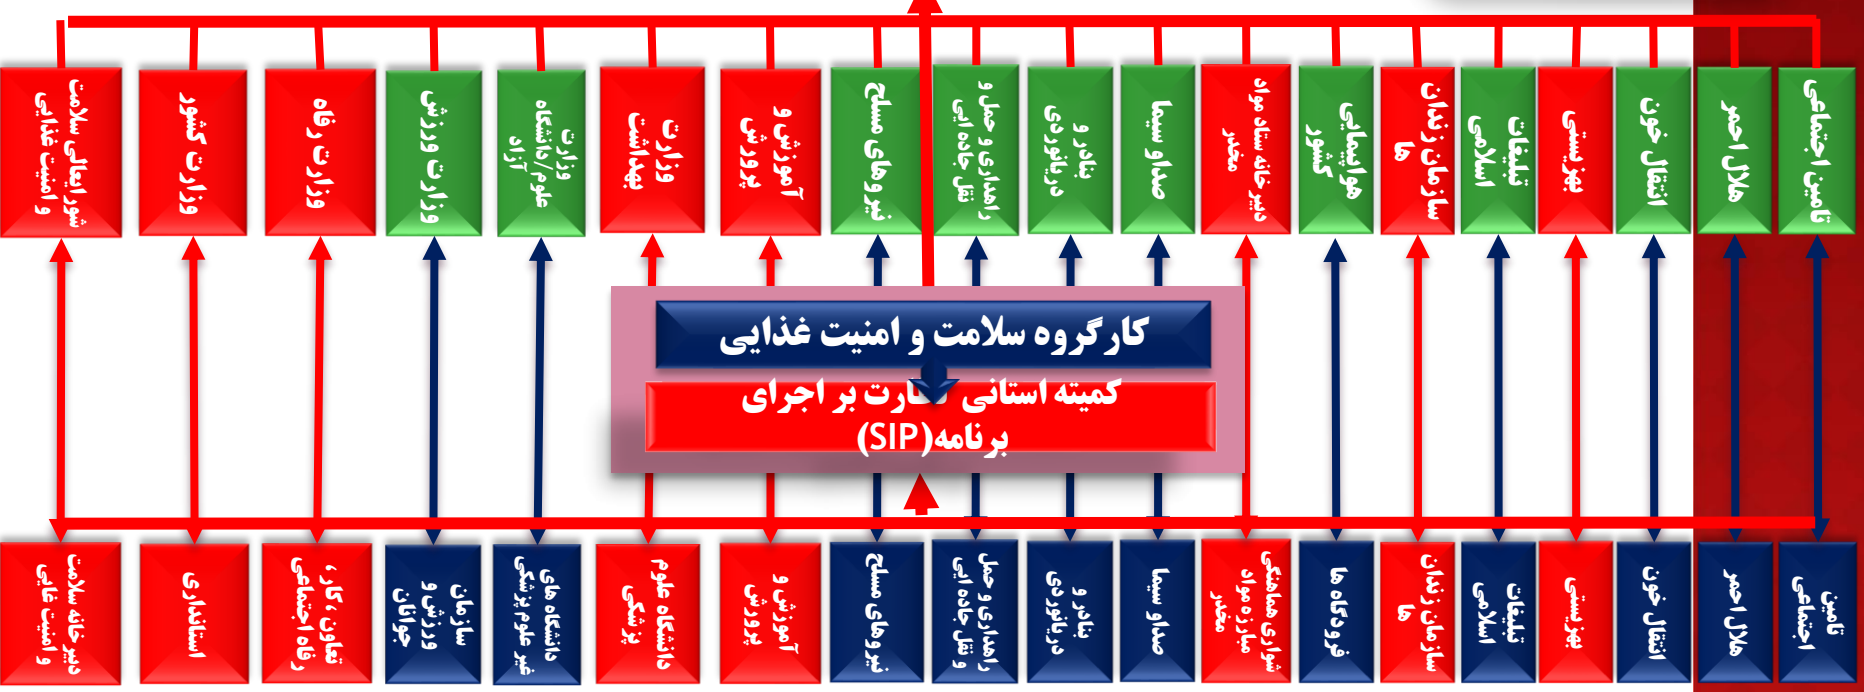 تامین اجتماعی
هلال احمر
انتقال خون
بهزیستی
تبلیغات
اسلامی
سازمان زندان
ها
هواپیمایی
کشور
دبیرخانه ستاد مواد
مخدر
صداو سیما
بنادر و
دریانوردی
راهداری و حمل و
نقل جاده ایی
نیروهای مسلح
آموزش و
پرورش
وزارت
بهداشت
وزارت
علوم/دانشگاه
آزاد
وزارت ورزش
وزارت رفاه
وزارت کشور
شورایعالی سلامت
و امنیت غذایی
کارگروه سلامت و امنیت غذایی
کمیته استانی بر اجرای
برنامه(SIP)
تامین
اجتماعی
هلال احمر
انتقال خون
بهزیستی
تبلیغات
اسلامی
سازمان زندان
ها
فرودگاه ها
شواری هماهنگی
مبارزه مواد
مخدر
صداو سیما
بنادر و
دریانوردی
راهداری و حمل
و نقل جاده ایی
نیروهای مسلح
آموزش و
پرورش
دانشگاه علوم
پزشکی
دانشگاه های
غیر علوم پزشکی
سازمان
ورزش و
جوانان
تعاون ،کار ،
رفاه اجتماعی
استانداری
دبیرخانه سلامت
و امنیت غایی